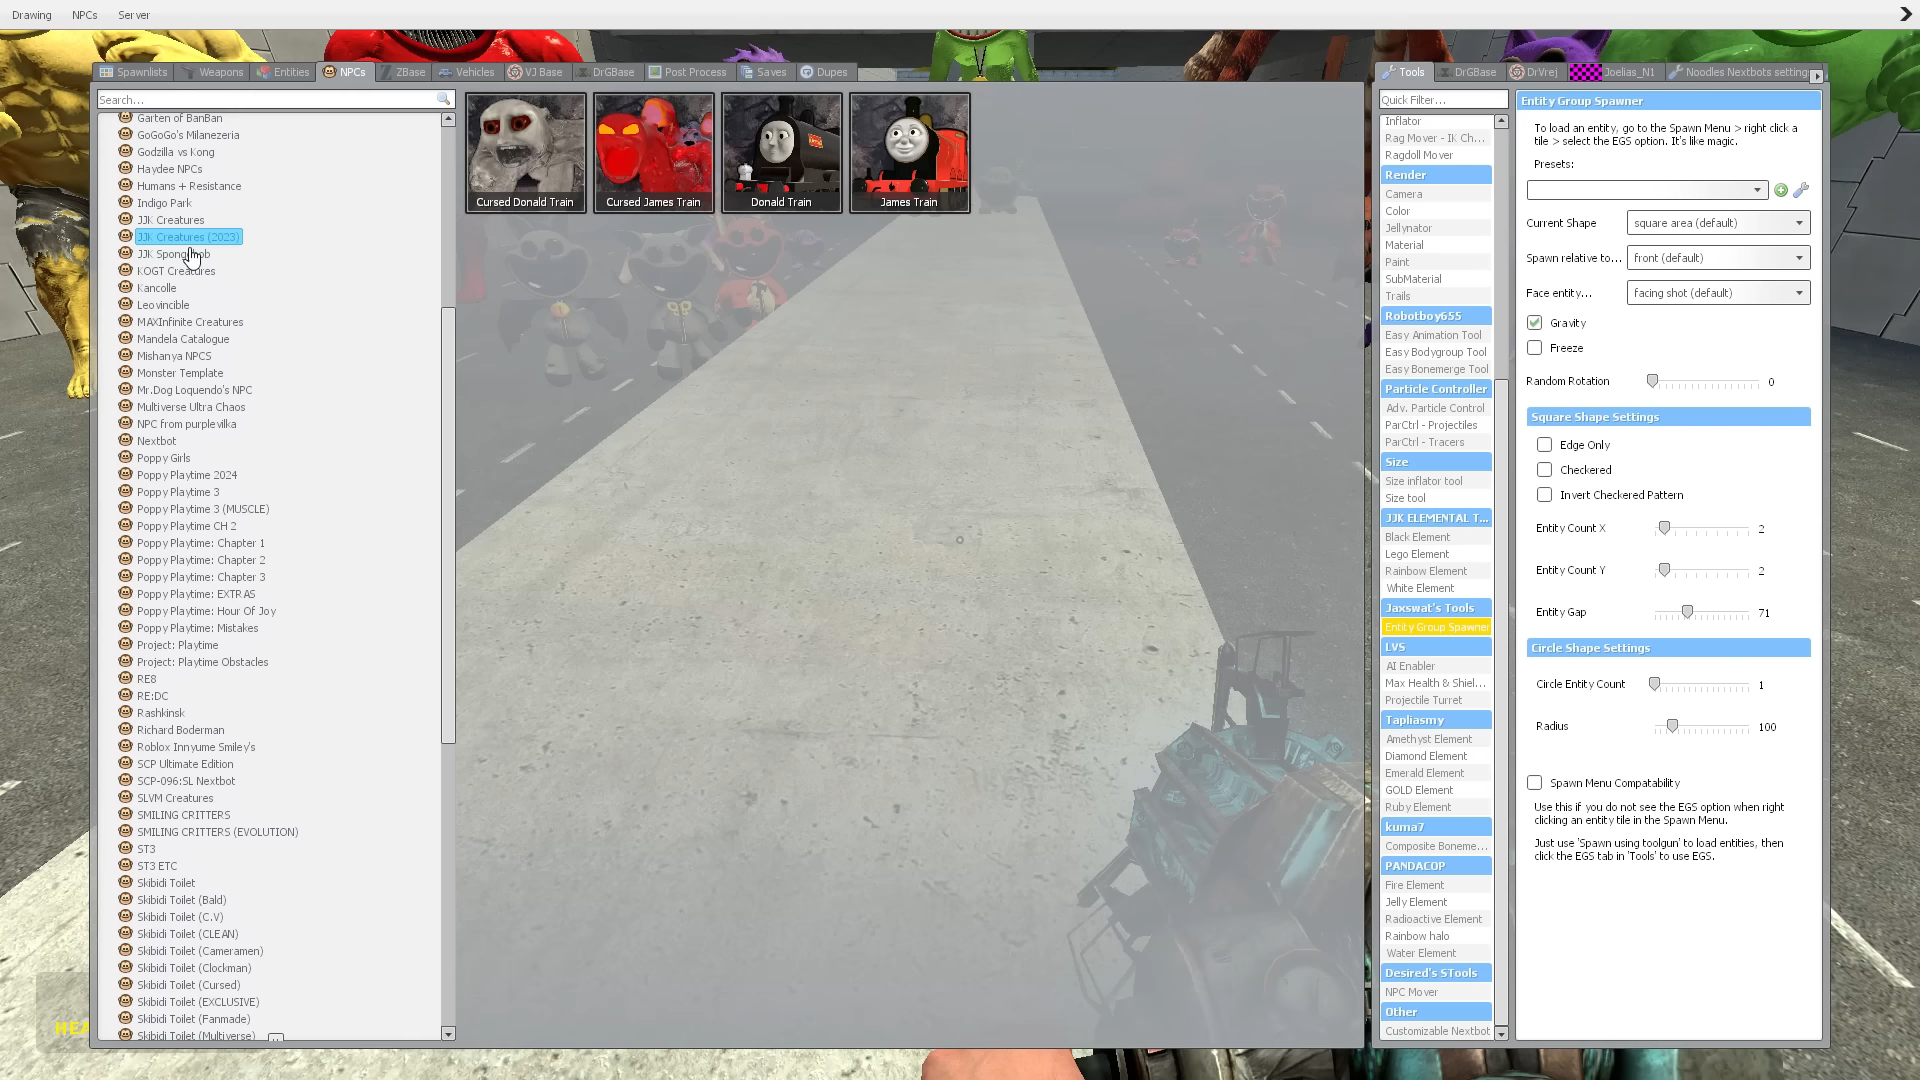 Drawing NPCs Server
Spawnlists Weapons Entities NPCs ZBase Vehicles VJ Base DrGBase Post Process Saves Dupes
Search...
Garten of BanBan
GoGoGo's Milanezeria
Godzilla vs Kong
Haydee NPCs
Humans + Resistance
Indigo Park
JJK Creatures
JJK Creatures (2023)
KOGT Creatures
Kancolle
Leovincible
MAXInfinite Creatures
Mandela Catalogue
Mishanya NPCS
Monster Template
Mr.Dog Loquendo's NPC
Multiverse Ultra Chaos
NPC from purplevilka
Nextbot
Poppy Girls
Poppy Playtime 2024
Poppy Playtime 3
Poppy Playtime 3 (MUSCLE)
Poppy Playtime CH 2
Poppy Playtime: Chapter 1
Poppy Playtime: Chapter 2
Poppy Playtime: Chapter 3
Poppy Playtime: EXTRAS
Poppy Playtime: Hour Of Joy
Poppy Playtime: Mistakes
Project: Playtime
Project: Playtime Obstacles
RE8
RE:DC
Rashkinsk
Richard Boderman
Roblox Innyume Smiley's
SCP Ultimate Edition
SCP-096:SL Nextbot
SLVM Creatures
SMILING CRITTERS
SMILING CRITTERS (EVOLUTION)
ST3
ST3 ETC
Skibidi Toilet
Skibidi Toilet (Bald)
Skibidi Toilet (C.V)
Skibidi Toilet (CLEAN)
Skibidi Toilet (Cameramen)
Skibidi Toilet (Clockman)
Skibidi Toilet (Cursed)
Skibidi Toilet (EXCLUSIVE)
Skibidi Toilet (Fanmade)
Skibidi Toilet (Multiverse)
Cursed Donald Train
Cursed James Train
Donald Train
James Train
Tools DrGBase DrVrej Joelias_N1 Noodles Nextbots setting
Quick Filter...
Inflator
Rag Mover - IK Ch...
Ragdoll Mover
Render
Camera
Color
Jellynator
Material
Paint
SubMaterial
Trails
Robotboy655
Easy Animation Tool
Easy Bodygroup Tool
Easy Bonemerge Tool
Particle Controller
Adv. Particle Control
ParCtrl - Projectiles
ParCtrl - Tracers
Size
Size inflator tool
Size tool
JJK ELEMENTAL T...
Black Element
Lego Element
Rainbow Element
White Element
Jaxswat's Tools
Entity Group Spawner
LVS
AI Enabler
Max Health & Shiel...
Projectile Turret
Tapliasmy
Amethyst Element
Diamond Element
Emerald Element
GOLD Element
Ruby Element
kuma7
Composite Boneme...
PANDACOP
Fire Element
Jelly Element
Radioactive Element
Rainbow halo
Water Element
Desired's STools
NPC Mover
Other
Customizable Nextbot
Entity Group Spawner
To load an entity, go to the Spawn Menu > right click a
tile > select the EGS option. It's like magic.
Presets:
Current Shape square area (default)
Spawn relative to... front (default)
Face entity... facing shot (default)
Gravity
Freeze
Random Rotation 0
Square Shape Settings
Edge Only
Checkered
Invert Checkered Pattern
Entity Count X 2
Entity Count Y 2
Entity Gap 71
Circle Shape Settings
Circle Entity Count 1
Radius 100
Spawn Menu Compatability
Use this if you do not see the EGS option when right
clicking an entity tile in the Spawn Menu.
Just use 'Spawn using toolgun' to load entities, then
click the EGS tab in 'Tools' to use EGS.